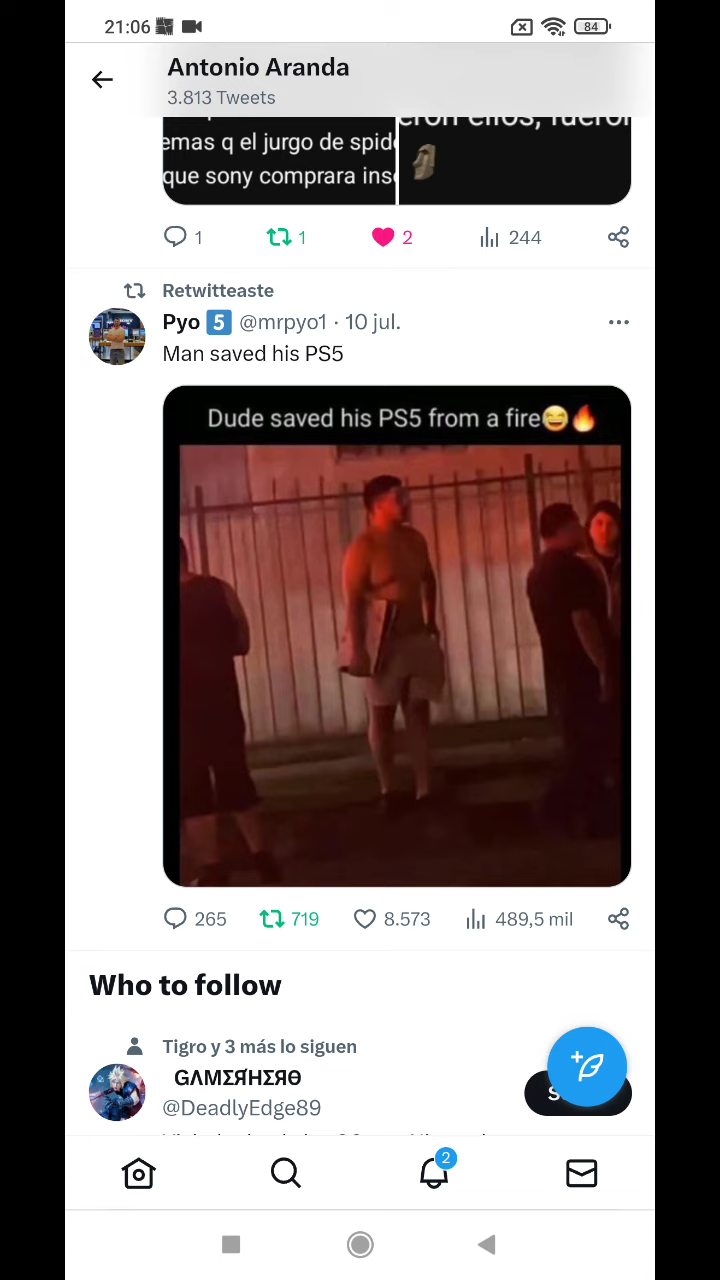 21:06
84
Antonio Aranda
3.813 Tweets
emas q el jurgo de spid
que sony comprara ins
1
1
2
244
Retwitteaste
Pyo 5 @mrpyo1 · 10 jul.
Man saved his PS5
Dude saved his PS5 from a fire😄🔥
265
719
8.573
489,5 mil
Who to follow
Tigro y 3 más lo siguen
GΛMΣЯHΣЯΘ
@DeadlyEdge89
2